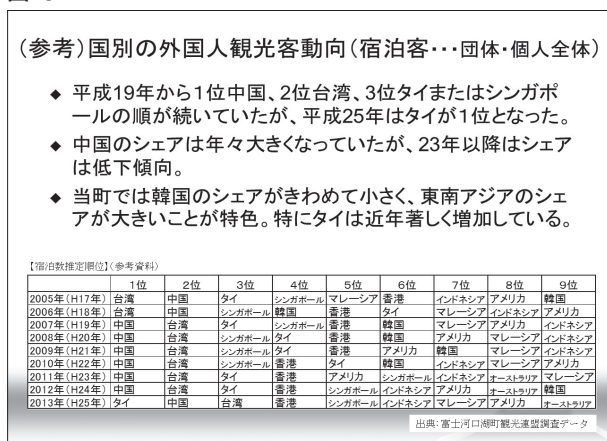 (参考)国別の外国人観光客動向(宿泊客・・・団体・個人全体)
◆ 平成19年から1位中国、2位台湾、3位タイまたはシンガポ
ールの順が続いていたが、平成25年はタイが1位となった。
◆ 中国のシェアは年々大きくなっていたが、23年以降はシェア
は低下傾向。
◆ 当町では韓国のシェアがきわめて小さく、東南アジアのシェ
アが大きいことが特色。特にタイは近年著しく増加している。
【宿泊数推定順位】(参考資料)
1位 2位 3位 4位 5位 6位 7位 8位 9位
2005年(H17年) 台湾 中国 タイ シンガポール マレーシア 香港 インドネシア アメリカ 韓国
2006年(H18年) 台湾 中国 シンガポール 韓国 香港 タイ マレーシア インドネシア アメリカ
2007年(H19年) 中国 台湾 タイ シンガポール 香港 韓国 マレーシア アメリカ インドネシア
2008年(H20年) 中国 台湾 シンガポール タイ 香港 韓国 アメリカ マレーシア インドネシア
2009年(H21年) 中国 台湾 シンガポール タイ 香港 アメリカ 韓国 マレーシア インドネシア
2010年(H22年) 中国 台湾 シンガポール 香港 タイ 韓国 インドネシア マレーシア アメリカ
2011年(H23年) 中国 台湾 タイ 香港 アメリカ シンガポール インドネシア オーストラリア マレーシア
2012年(H24年) 中国 台湾 タイ 香港 シンガポール インドネシア アメリカ オーストラリア 韓国
2013年(H25年) タイ 中国 台湾 香港 シンガポール インドネシア マレーシア アメリカ オーストラリア
出典:富士河口湖町観光連盟調査データ